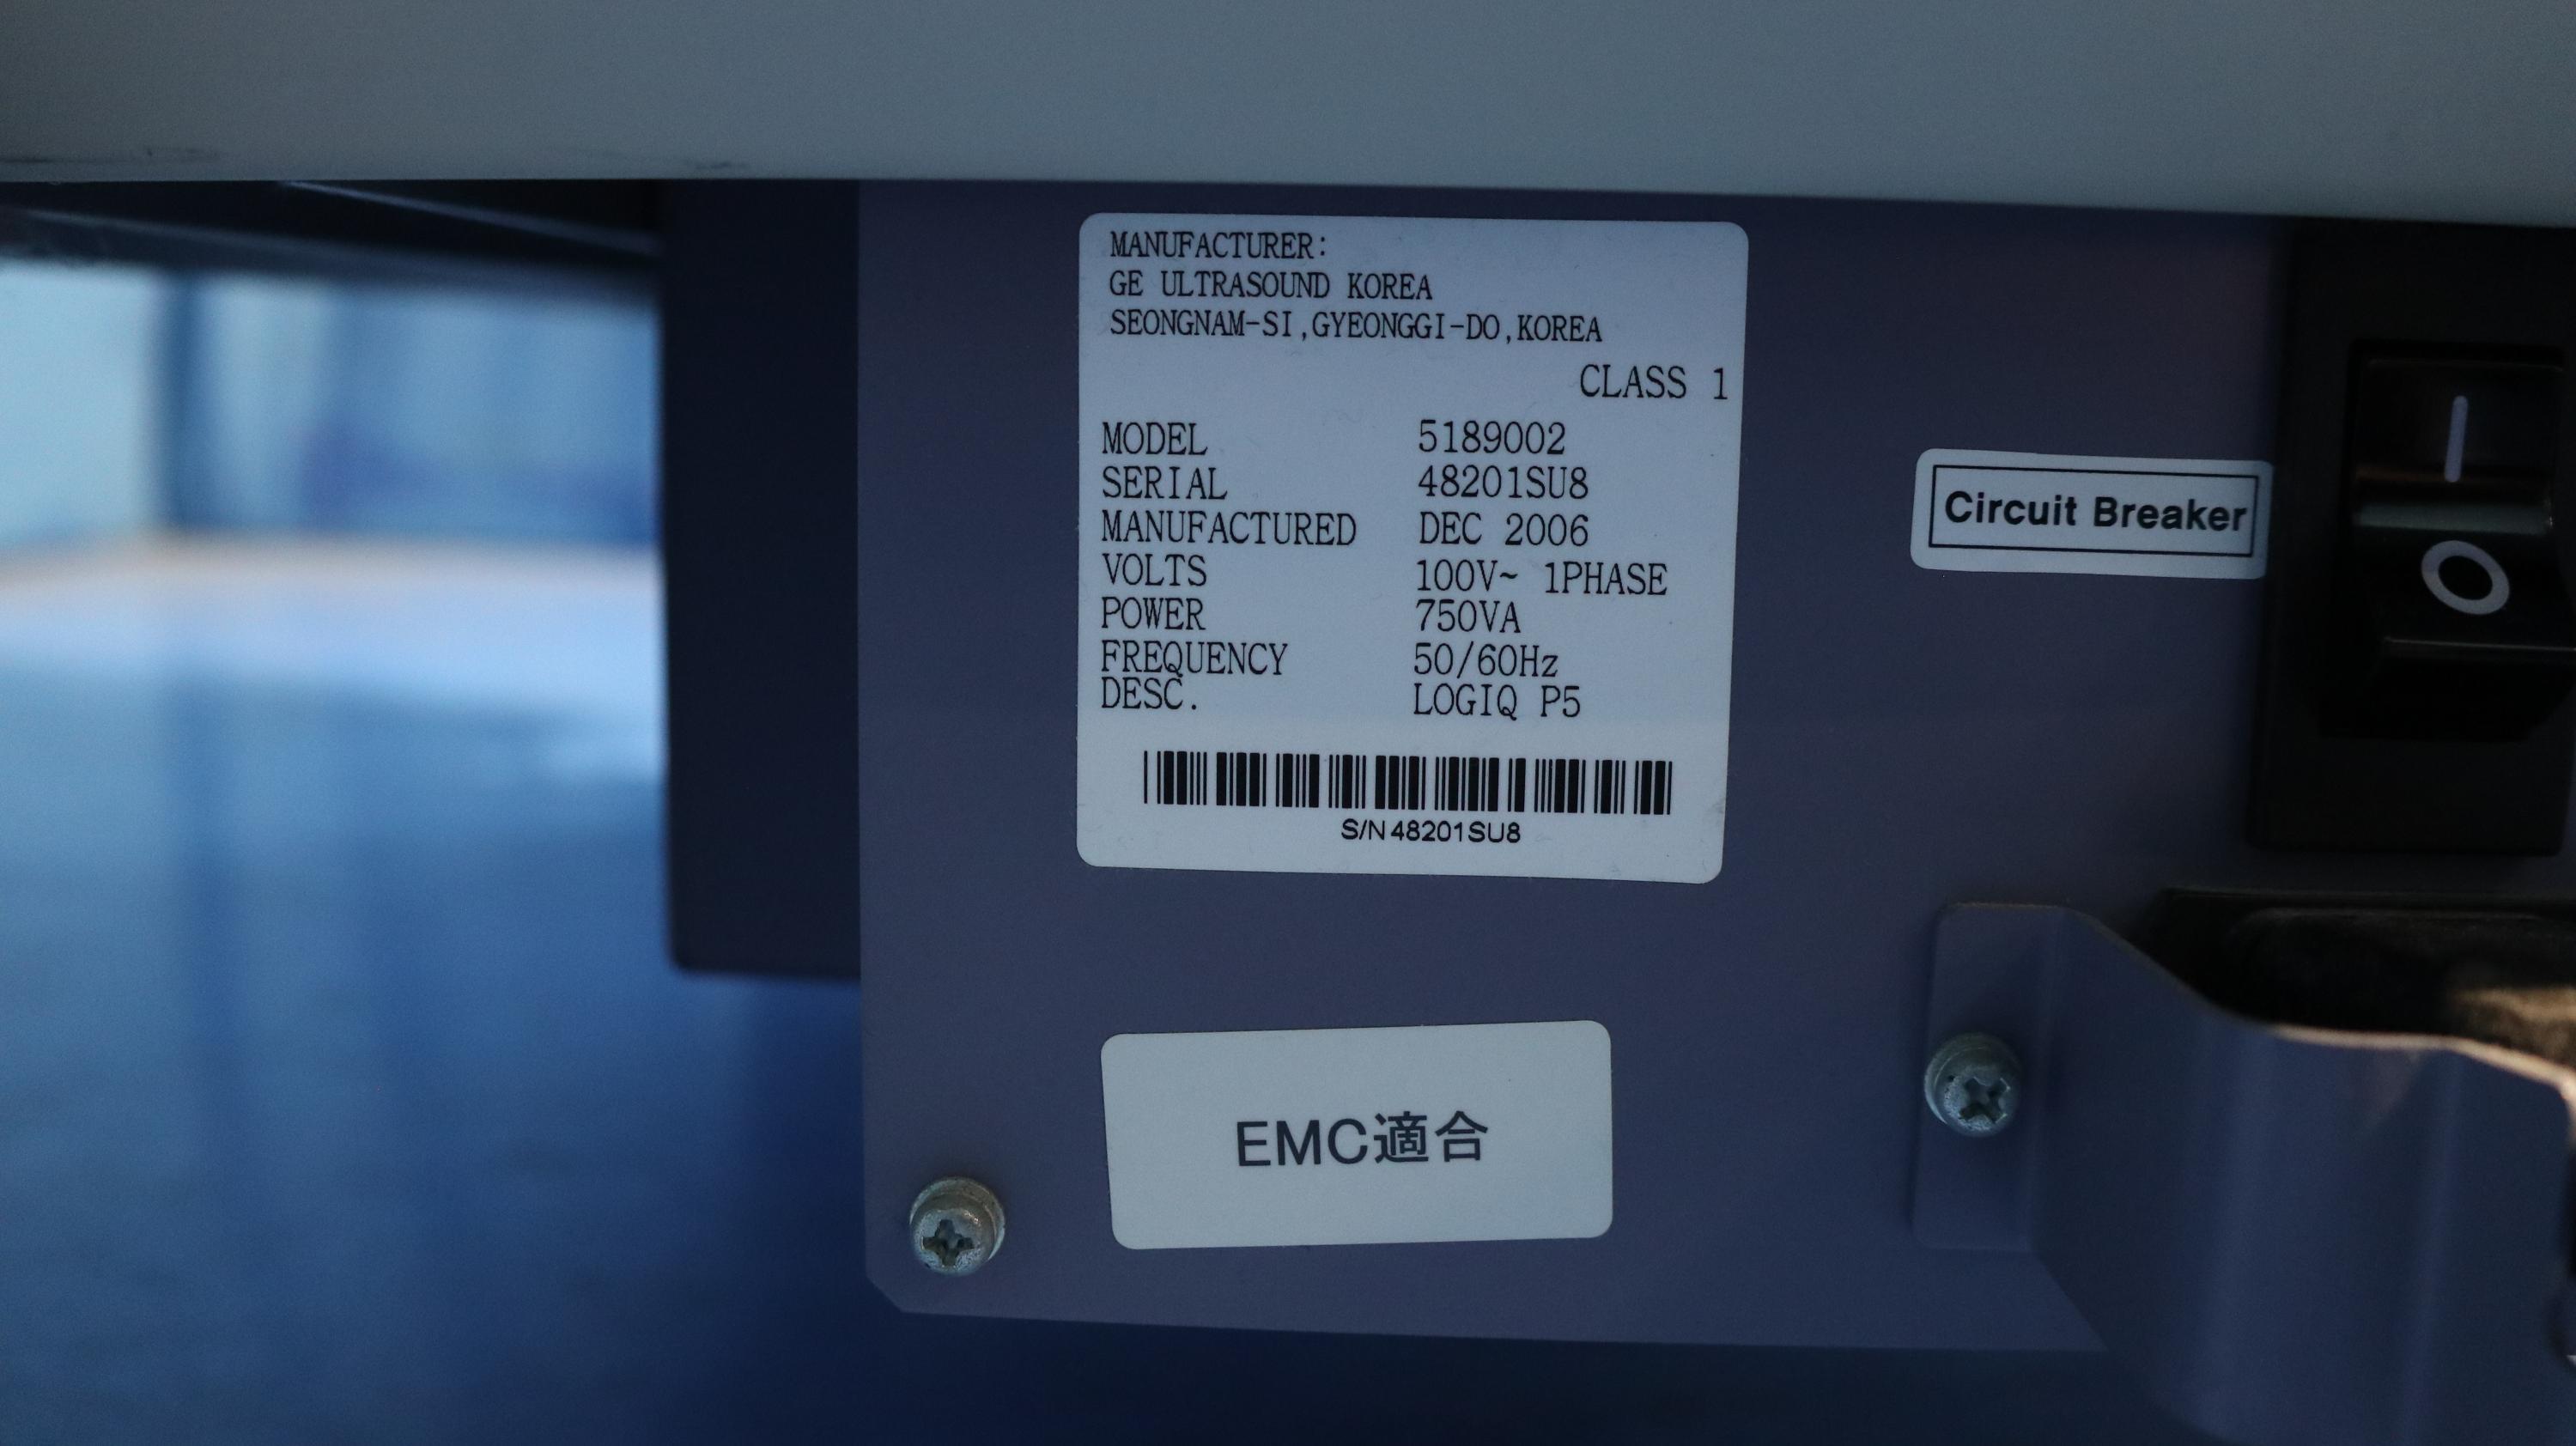 MANUFACTURER:
GE ULTRASOUND KOREA
SEONGNAM-SI,GYEONGGI-DO,KOREA
CLASS 1
MODEL 5189002
SERIAL 48201SU8
MANUFACTURED DEC 2006
VOLTS 100V~ 1PHASE
POWER 750VA
FREQUENCY 50/60Hz
DESC. LOGIQ P5
S/N 48201SU8
Circuit Breaker
EMC適合